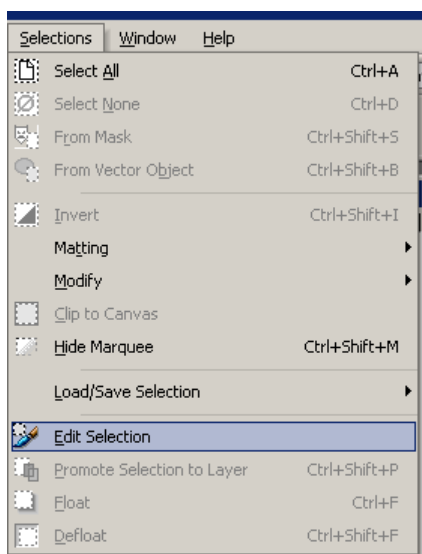 Selections Window Help
Select All Ctrl+A
Select None Ctrl+D
From Mask Ctrl+Shift+S
From Vector Object Ctrl+Shift+B
Invert Ctrl+Shift+I
Matting
Modify
Clip to Canvas
Hide Marquee Ctrl+Shift+M
Load/Save Selection
Edit Selection
Promote Selection to Layer Ctrl+Shift+P
Float Ctrl+F
Defloat Ctrl+Shift+F